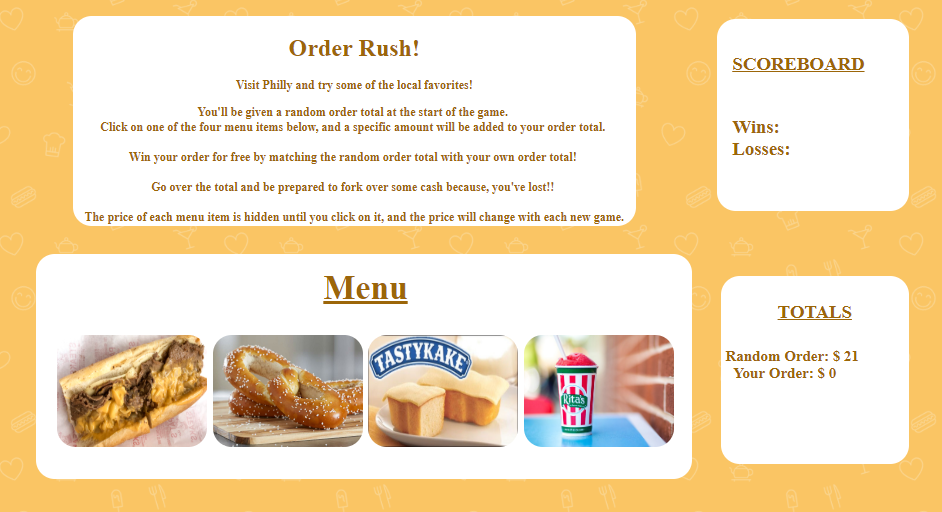 Order Rush!
Visit Philly and try some of the local favorites!
You'll be given a random order total at the start of the game.
Click on one of the four menu items below, and a specific amount will be added to your order total.
Win your order for free by matching the random order total with your own order total!
Go over the total and be prepared to fork over some cash because, you've lost!!
The price of each menu item is hidden until you click on it, and the price will change with each new game.
SCOREBOARD
Wins:
Losses:
Menu
TASTYKAKE
Rita's
TOTALS
Random Order: $ 21
Your Order: $ 0